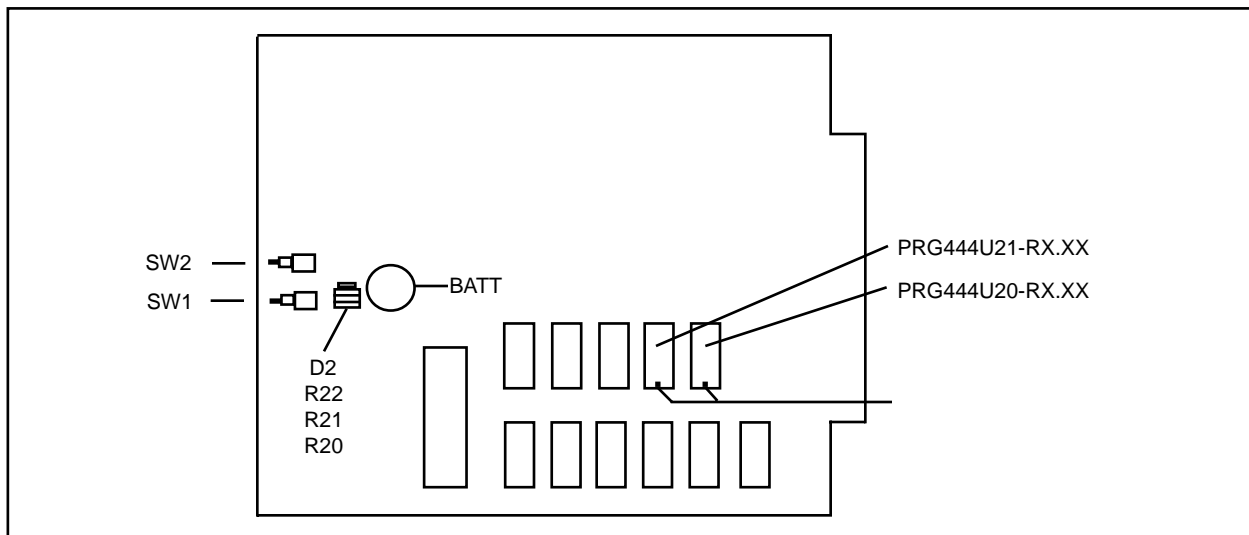 PRG444U21-RX.XX
SW2
BATT
PRG444U20-RX.XX
SW1
D2
R22
R21
R20